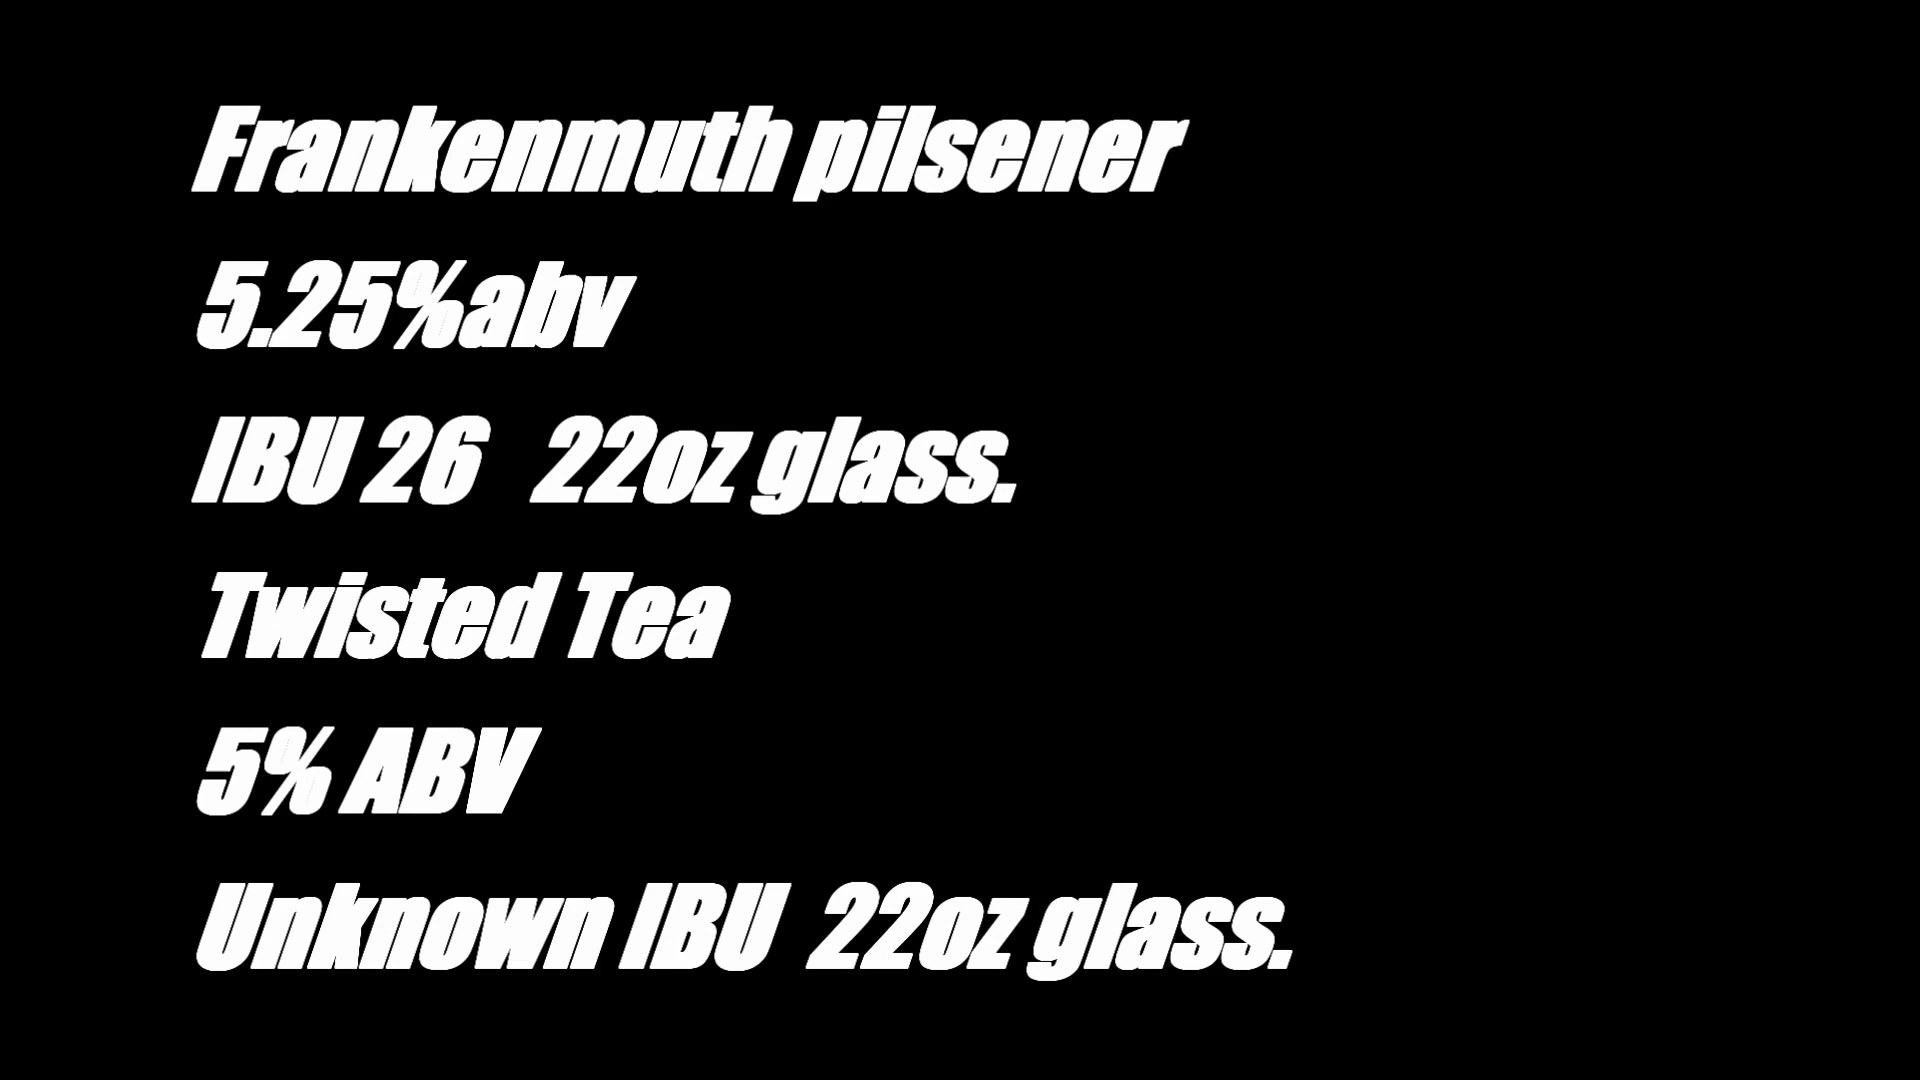 Frankenmuth pilsener
5.25%abv
IBU 26   22oz glass.
Twisted Tea
5% ABV
Unknown IBU  22oz glass.